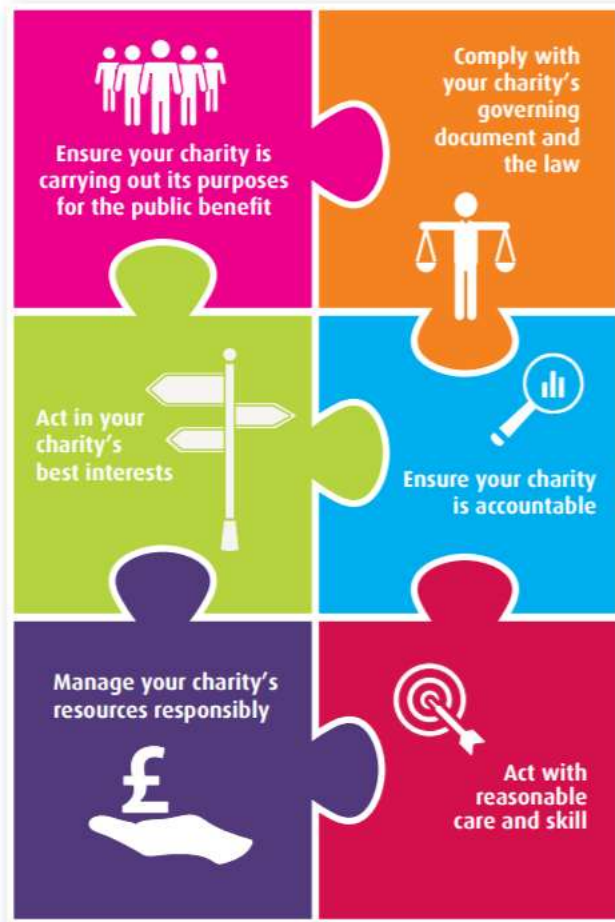 Ensure your charity is
carrying out its purposes
for the public benefit
Comply with
your charity's
governing
document and
the law
Act in your
charity's
best interests
Ensure your charity
is accountable
Manage your charity's
resources responsibly
£
Act with
reasonable
care and skill